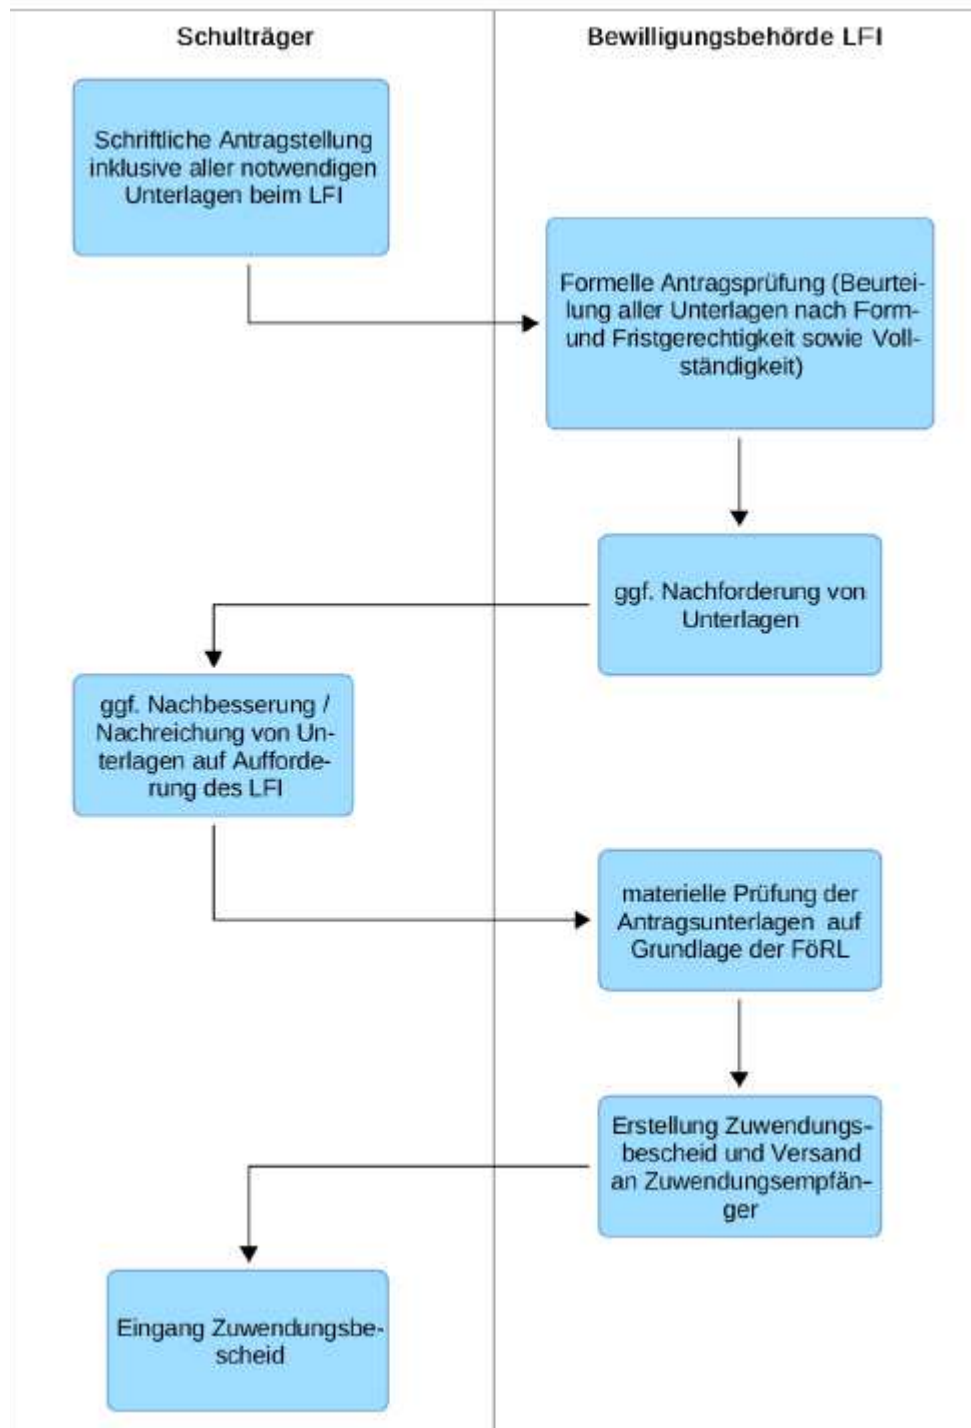 Schulträger
Bewilligungsbehörde LFI
Schriftliche Antragstellung
inklusive aller notwendigen
Unterlagen beim LFI
Formelle Antragsprüfung (Beurtei-
lung aller Unterlagen nach Form-
und Fristgerechtigkeit sowie Voll-
ständigkeit)
ggf. Nachforderung von
Unterlagen
ggf. Nachbesserung /
Nachreichung von Un-
terlagen auf Aufforde-
rung des LFI
materielle Prüfung der
Antragsunterlagen auf
Grundlage der FöRL
Erstellung Zuwendungs-
bescheid und Versand
an Zuwendungsempfän-
ger
Eingang Zuwendungsbe-
scheid